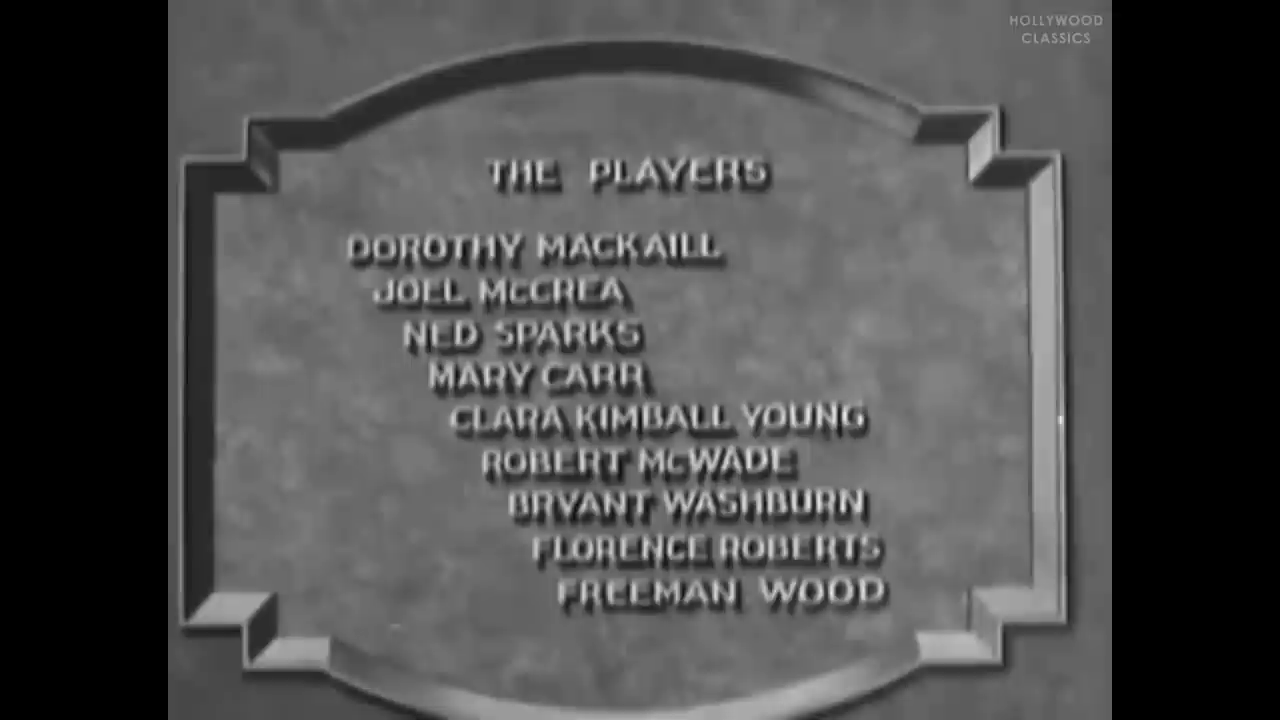 HOLLYWOOD
CLASSICS
THE PLAYERS
DOROTHY MACKAILL
JOEL McCREA
NED SPARKS
MARY CARR
CLARA KIMBALL YOUNG
ROBERT McWADE
BRYANT WASHBURN
FLORENCE ROBERTS
FREEMAN WOOD